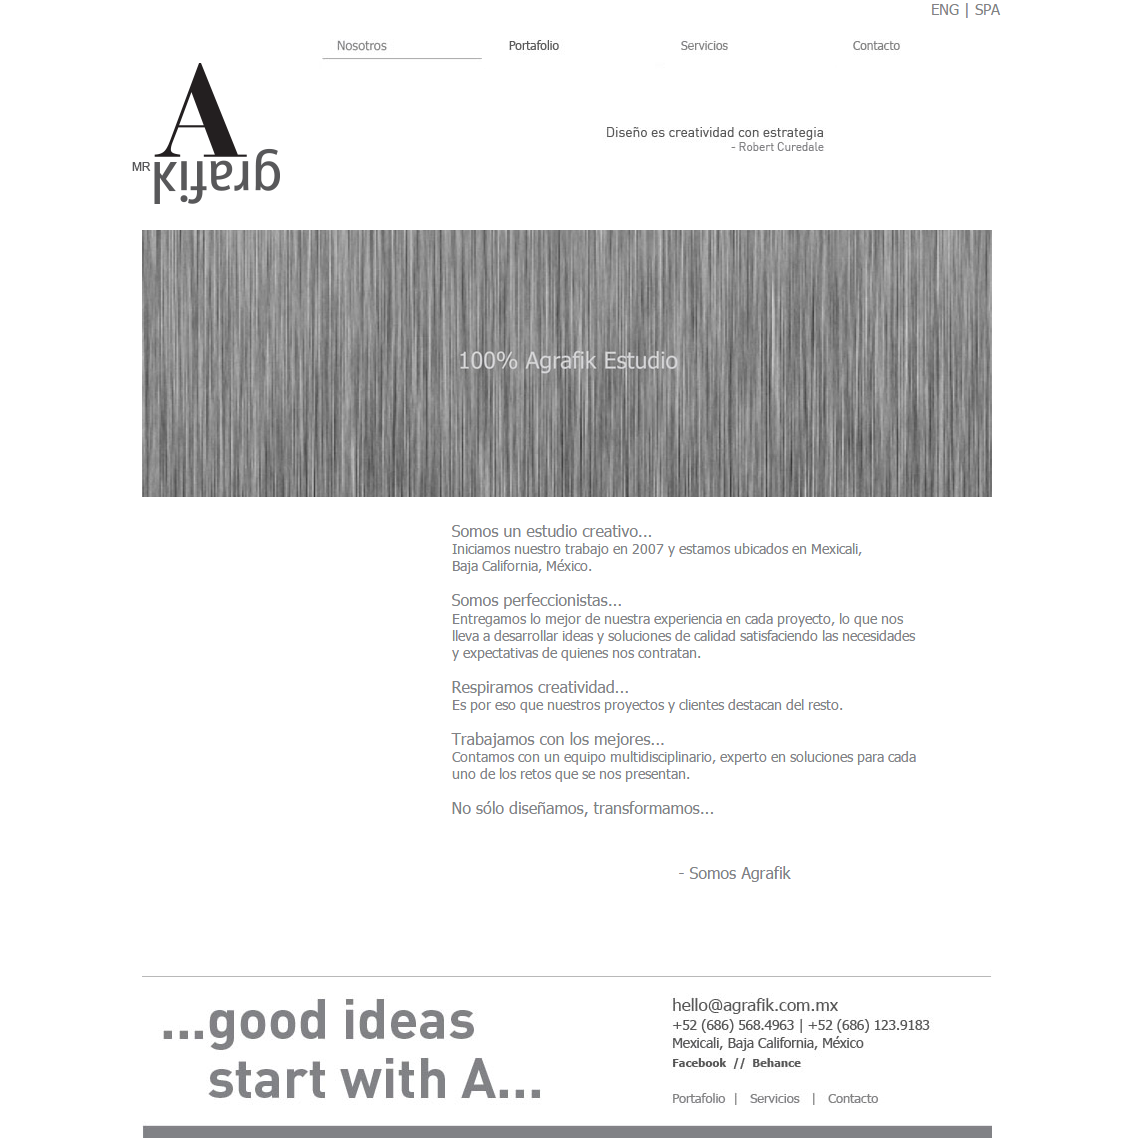 ENG | SPA
Nosotros Portafolio Servicios Contacto
A
MR
grafik
Diseño es creatividad con estrategia
- Robert Curedale
100% Agrafik Estudio
Somos un estudio creativo...
Iniciamos nuestro trabajo en 2007 y estamos ubicados en Mexicali,
Baja California, México.
Somos perfeccionistas...
Entregamos lo mejor de nuestra experiencia en cada proyecto, lo que nos
lleva a desarrollar ideas y soluciones de calidad satisfaciendo las necesidades
y expectativas de quienes nos contratan.
Respiramos creatividad...
Es por eso que nuestros proyectos y clientes destacan del resto.
Trabajamos con los mejores...
Contamos con un equipo multidisciplinario, experto en soluciones para cada
uno de los retos que se nos presentan.
No sólo diseñamos, transformamos...
- Somos Agrafik
...good ideas
start with A...
hello@agrafik.com.mx
+52 (686) 568.4963 | +52 (686) 123.9183
Mexicali, Baja California, México
Facebook // Behance
Portafolio | Servicios | Contacto